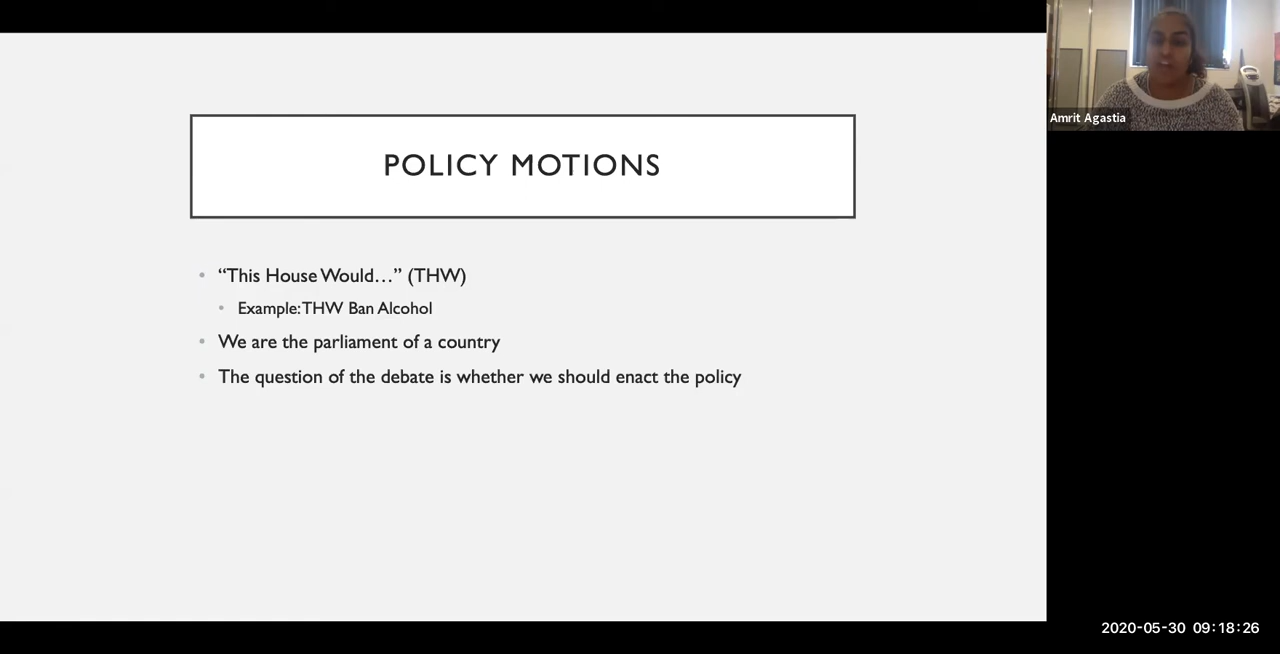 POLICY MOTIONS
“This House Would…” (THW)
Example: THW Ban Alcohol
We are the parliament of a country
The question of the debate is whether we should enact the policy
Amrit Agastia
2020-05-30 09:18:26